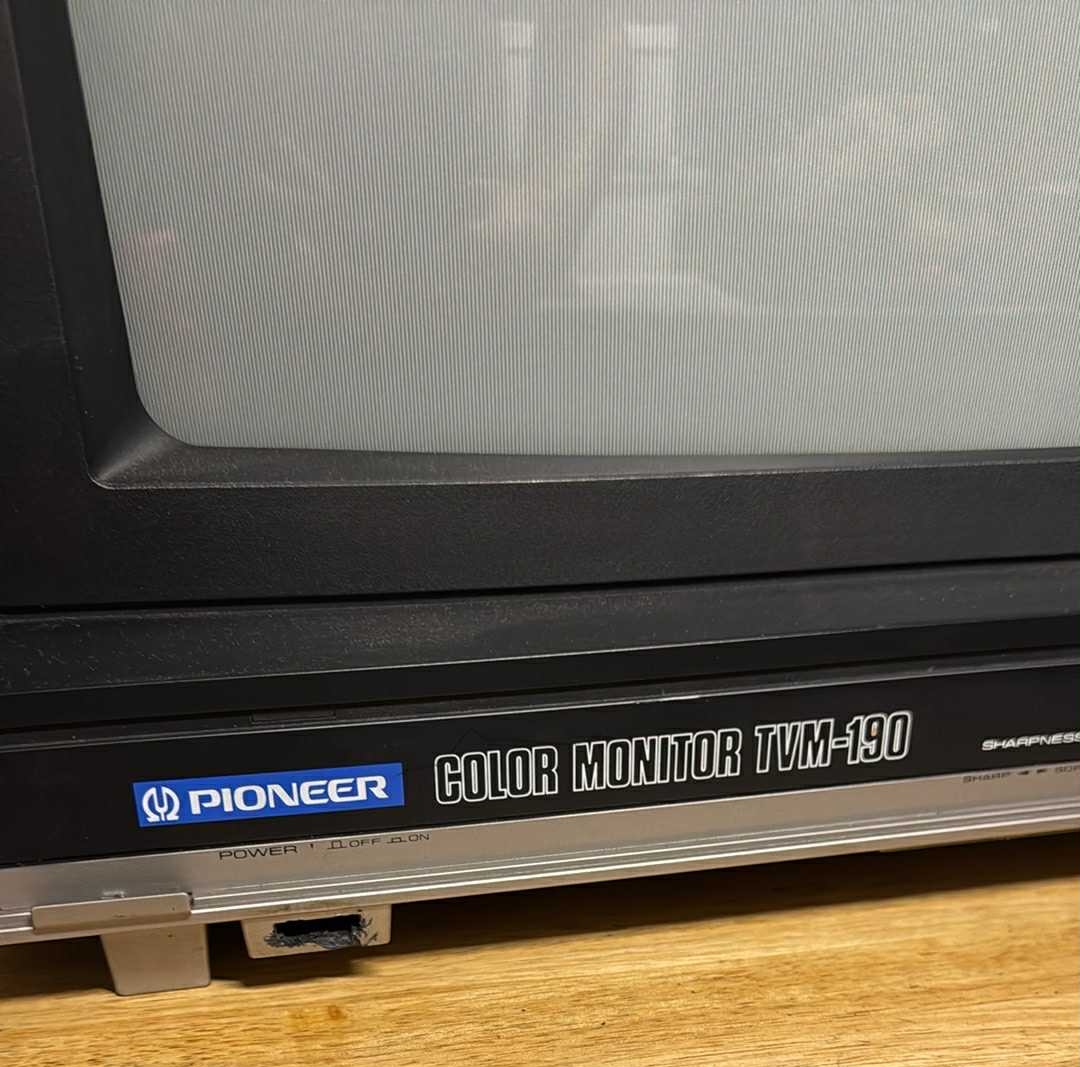 PIONEER COLOR MONITOR TVM-190 SHARPNESS
POWER OFF ON SHARP